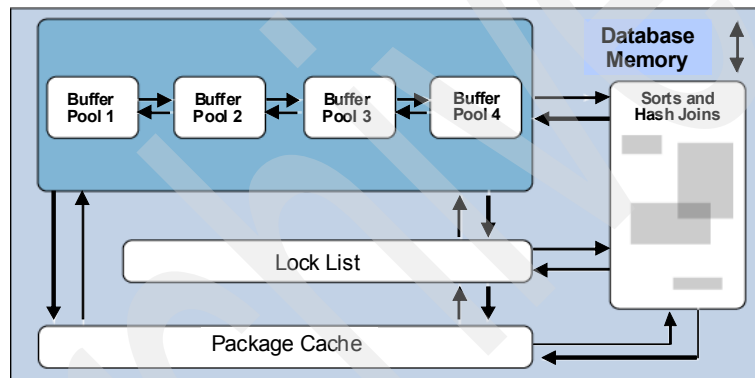 Database
Memory
Buffer
Pool 1
Buffer
Pool 2
Buffer
Pool 3
Buffer
Pool 4
Sorts and
Hash Joins
Lock List
Package Cache